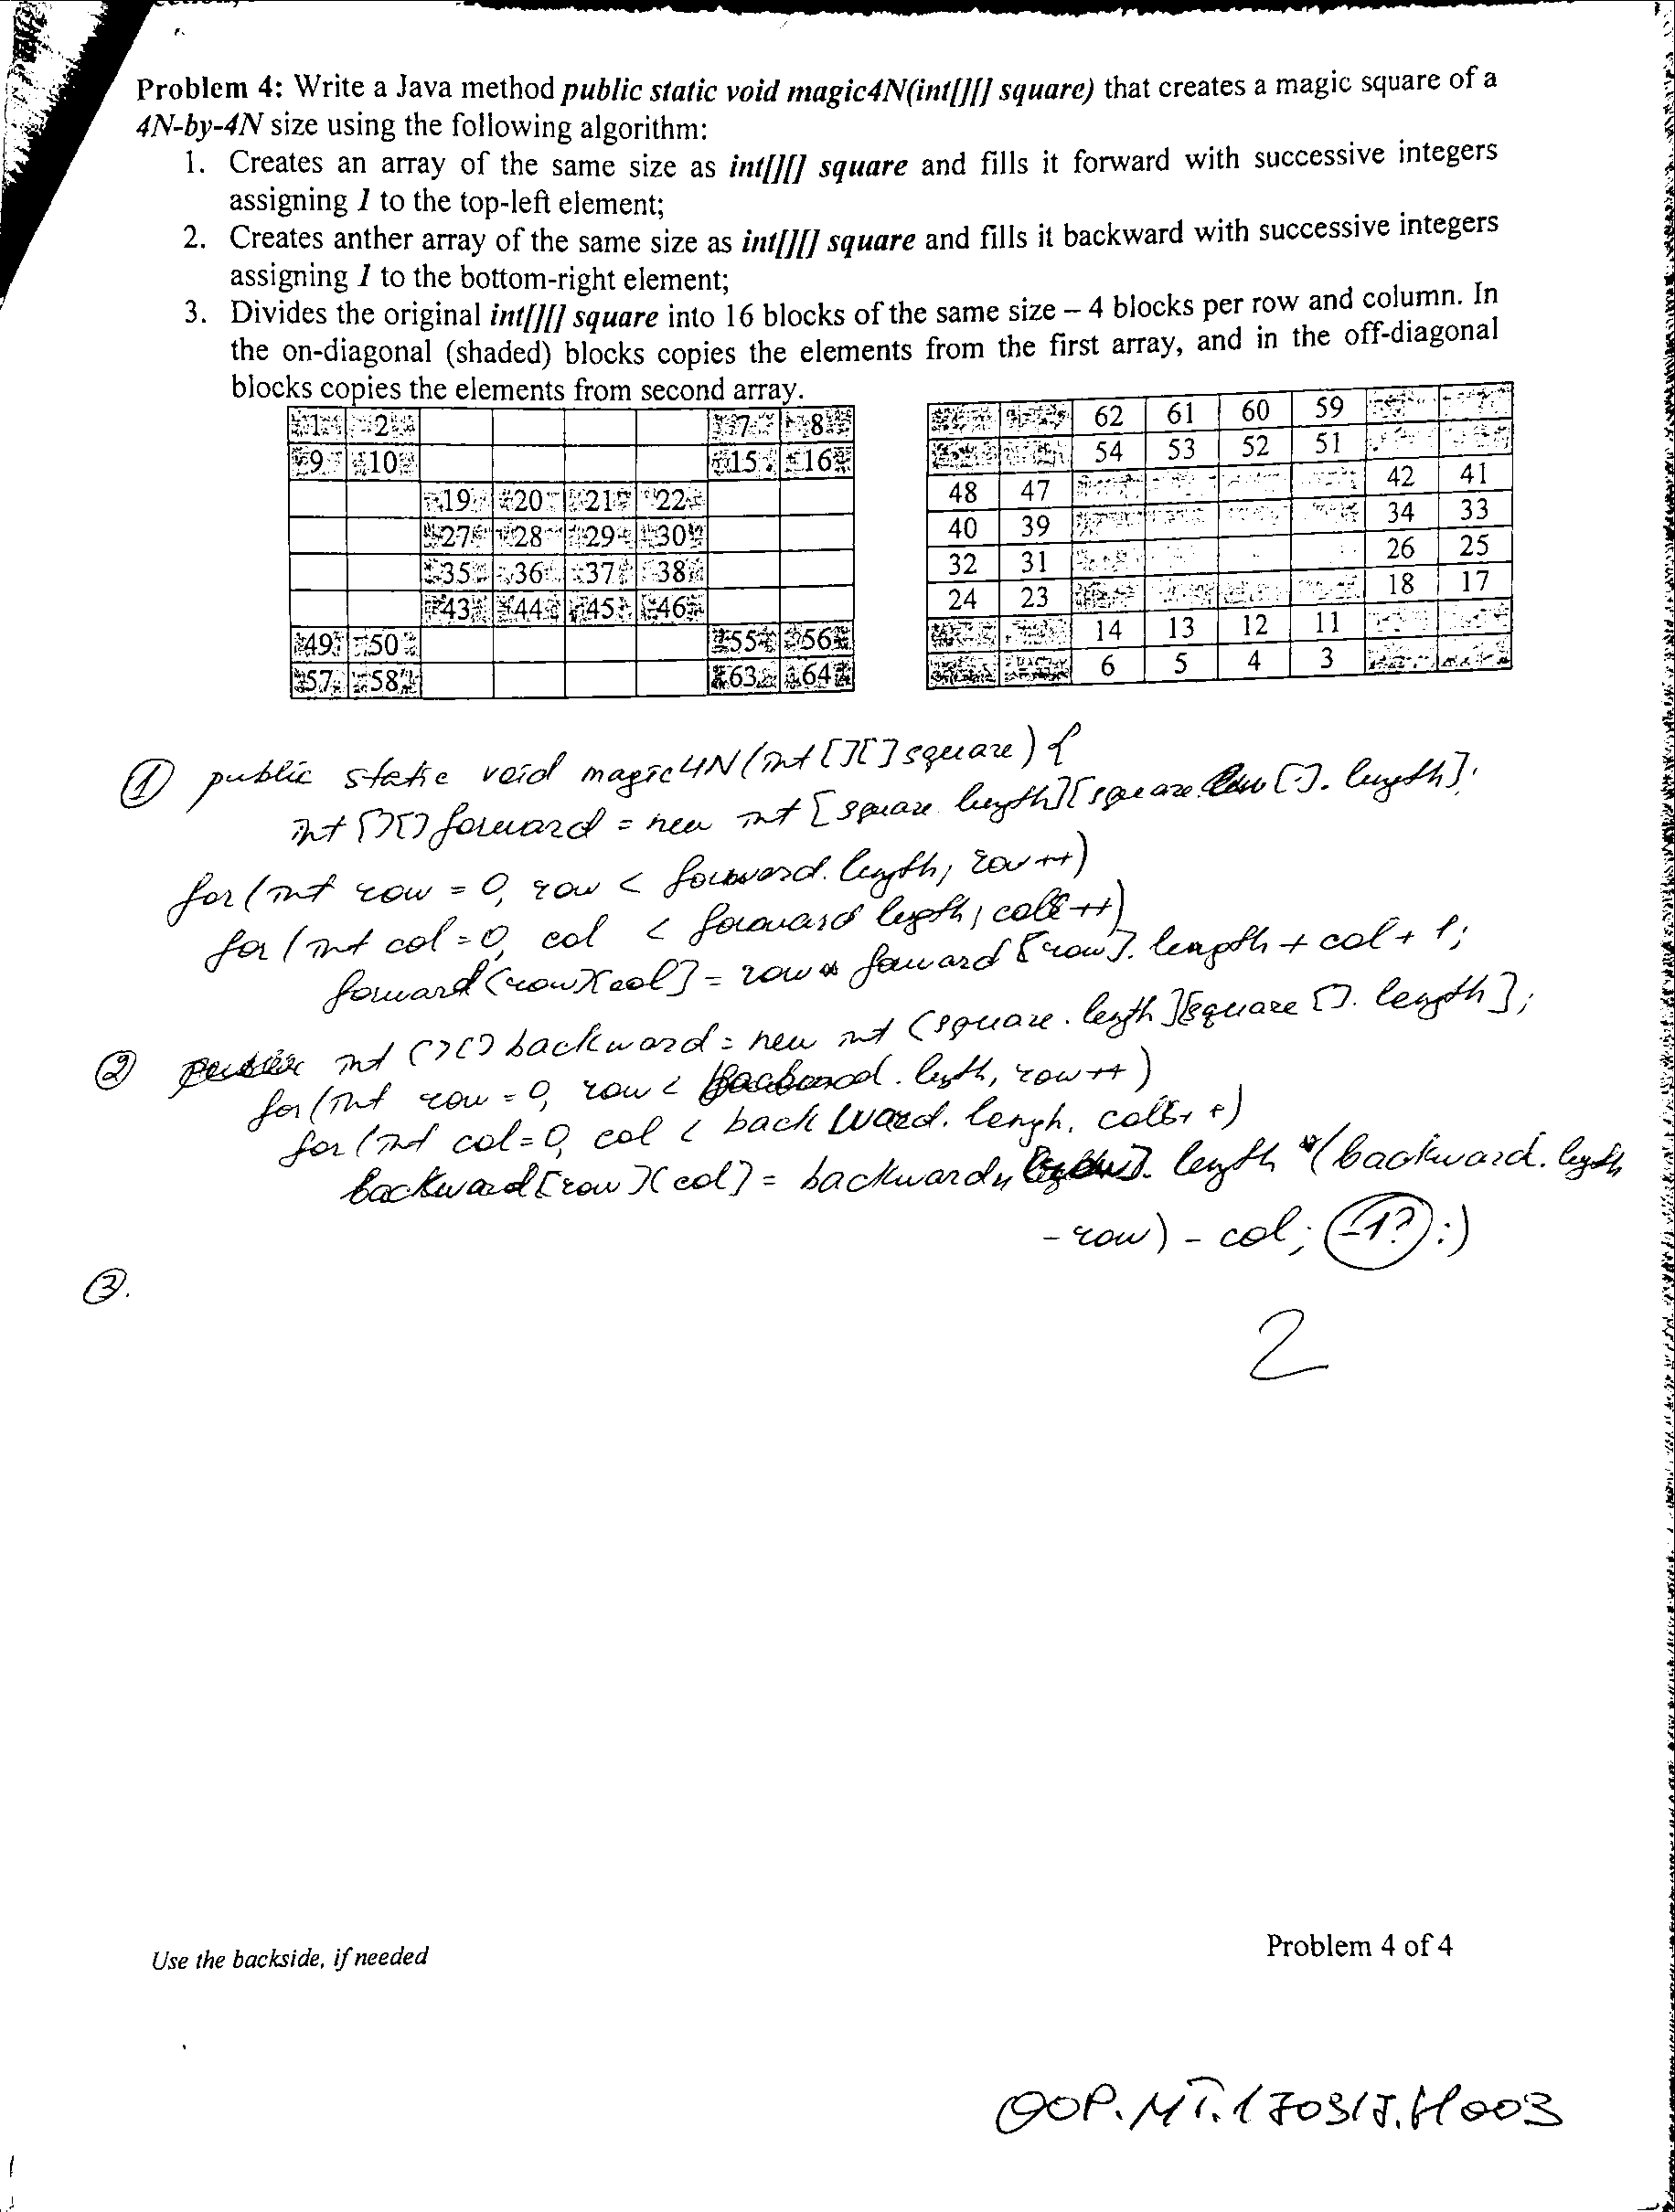 Problem 4: Write a Java method public static void magic4N(int[][] square) that creates a magic square of a
4N-by-4N size using the following algorithm:
1. Creates an array of the same size as int[][] square and fills it forward with successive integers
assigning 1 to the top-left element;
2. Creates anther array of the same size as int[][] square and fills it backward with successive integers
assigning 1 to the bottom-right element;
3. Divides the original int[][] square into 16 blocks of the same size – 4 blocks per row and column. In
the on-diagonal (shaded) blocks copies the elements from the first array, and in the off-diagonal
blocks copies the elements from second array.
1 2 7 8
9 10 15 16
19 20 21 22
27 28 29 30
35 36 37 38
43 44 45 46
49 50 55 56
57 58 63 64
62 61 60 59
54 53 52 51
48 47 42 41
40 39 34 33
32 31 26 25
24 23 18 17
14 13 12 11
6 5 4 3
① public static void magic4N(int [][] square) {
int [][] forward = new int [square.length][square [].length];
for (int row = 0, row < forward.length; row++)
for (int col = 0, col < forward length; col++)
forward [row][col] = row * forward [row]. length + col + 1;
② int [][] backward = new int [square.length][square []. length];
for (int row = 0, row < backward. length, row++)
for (int col = 0, col < backward. lengh, col++)
backward [row][col] = backward length * (backward. length
- row) - col; (-1?) :)
③.
2
Use the backside, if needed
Problem 4 of 4
OOP.MT.170315.H003